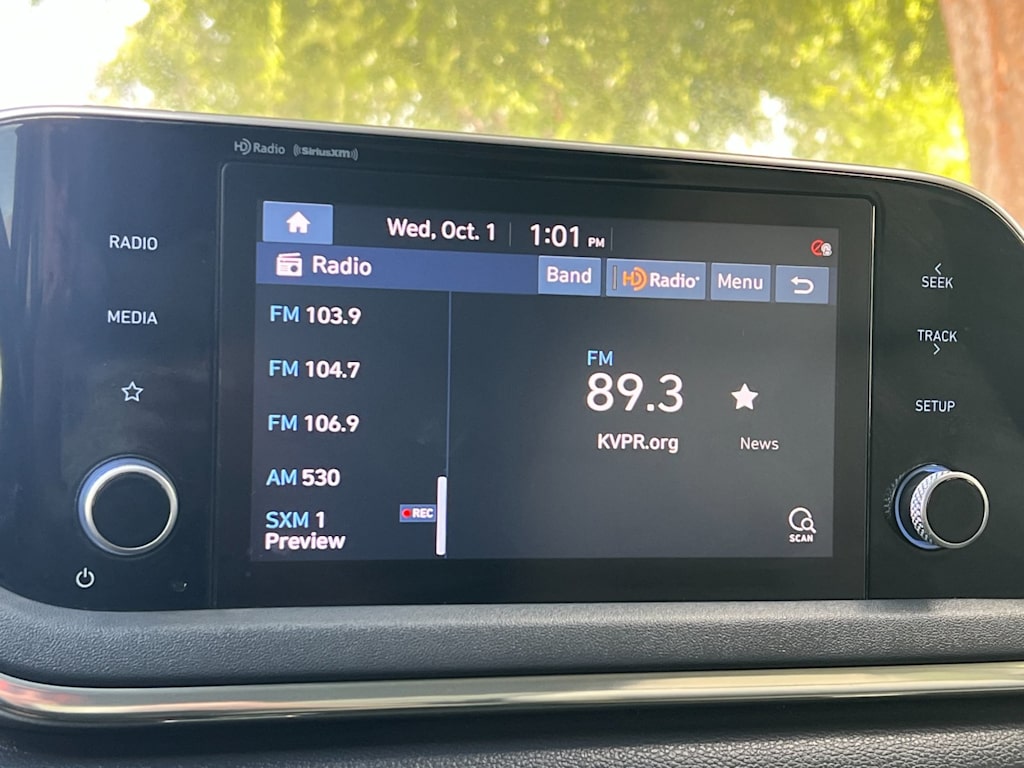 HD Radio SiriusXM
RADIO
MEDIA
Wed, Oct. 1 1:01 PM
Radio Band HD Radio Menu
FM 103.9
FM 104.7
FM 106.9
AM 530
SXM 1 REC
Preview
FM
89.3
KVPR.org News
SCAN
SEEK
TRACK
SETUP